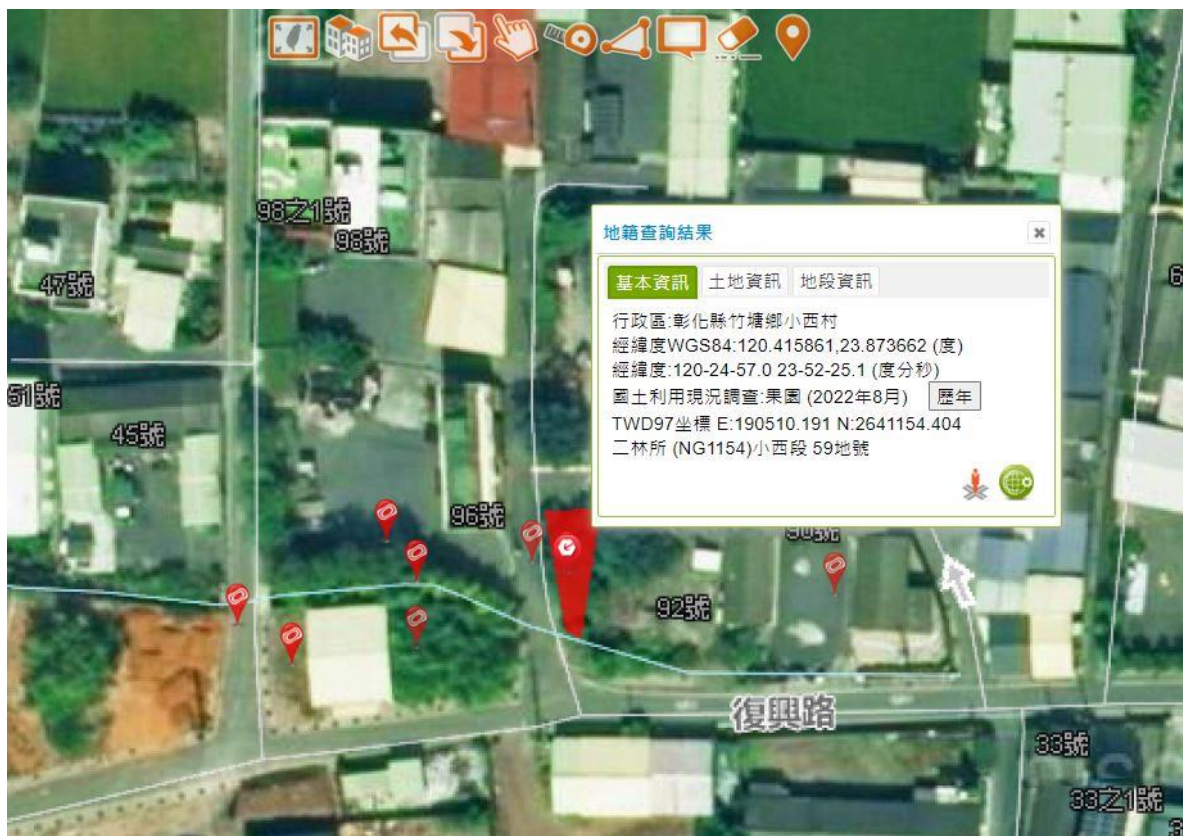 98之1號
98號
47號
地籍查詢結果
基本資訊 土地資訊 地段資訊
行政區:彰化縣竹塘鄉小西村
經緯度WGS84:120.415861,23.873662 (度)
經緯度:120-24-57.0 23-52-25.1 (度分秒)
國土利用現況調查:果園 (2022年8月) 歷年
TWD97坐標 E:190510.191 N:2641154.404
二林所 (NG1154)小西段 59地號
51號
45號
96號
90號
92號
復興路
33號
33之1號